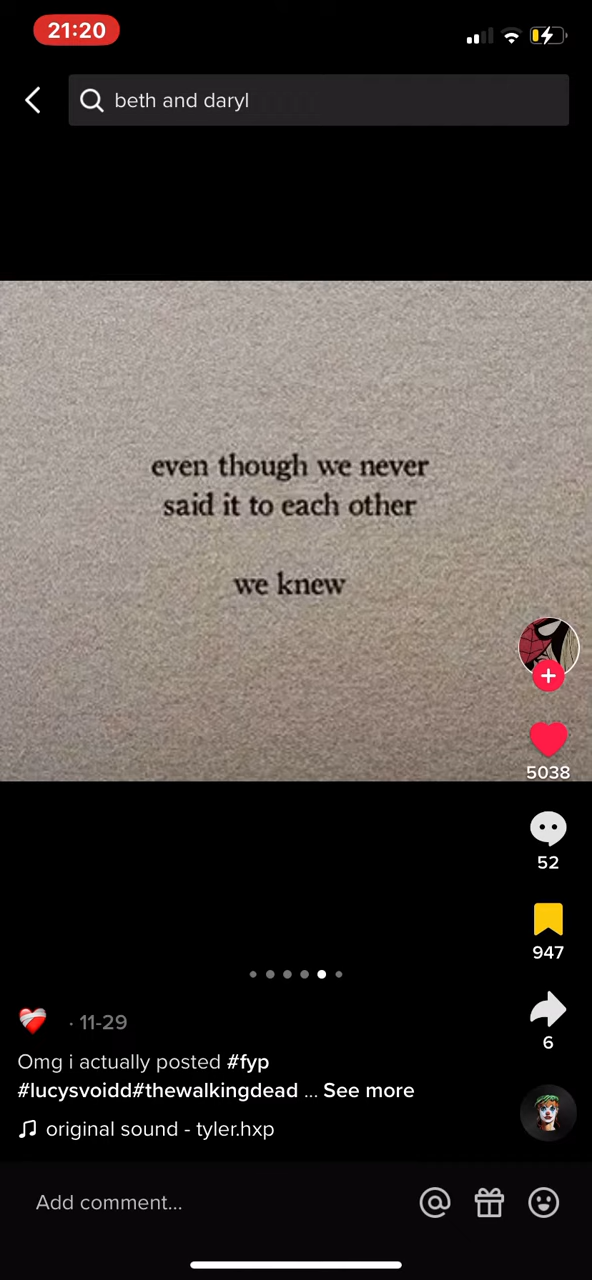 21:20
beth and daryl
even though we never
said it to each other
we knew
5038
52
947
6
· 11-29
Omg i actually posted #fyp
#lucysvoidd#thewalkingdead ... See more
original sound - tyler.hxp
Add comment...